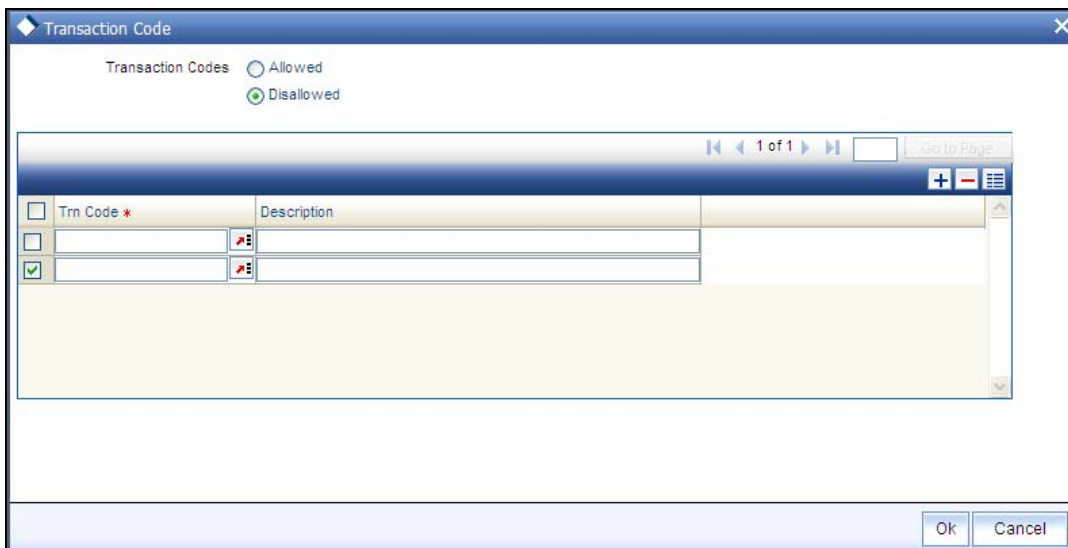 Transaction Code
Transaction Codes Allowed
Disallowed
1 of 1 Go to Page
Trn Code * Description
Ok Cancel